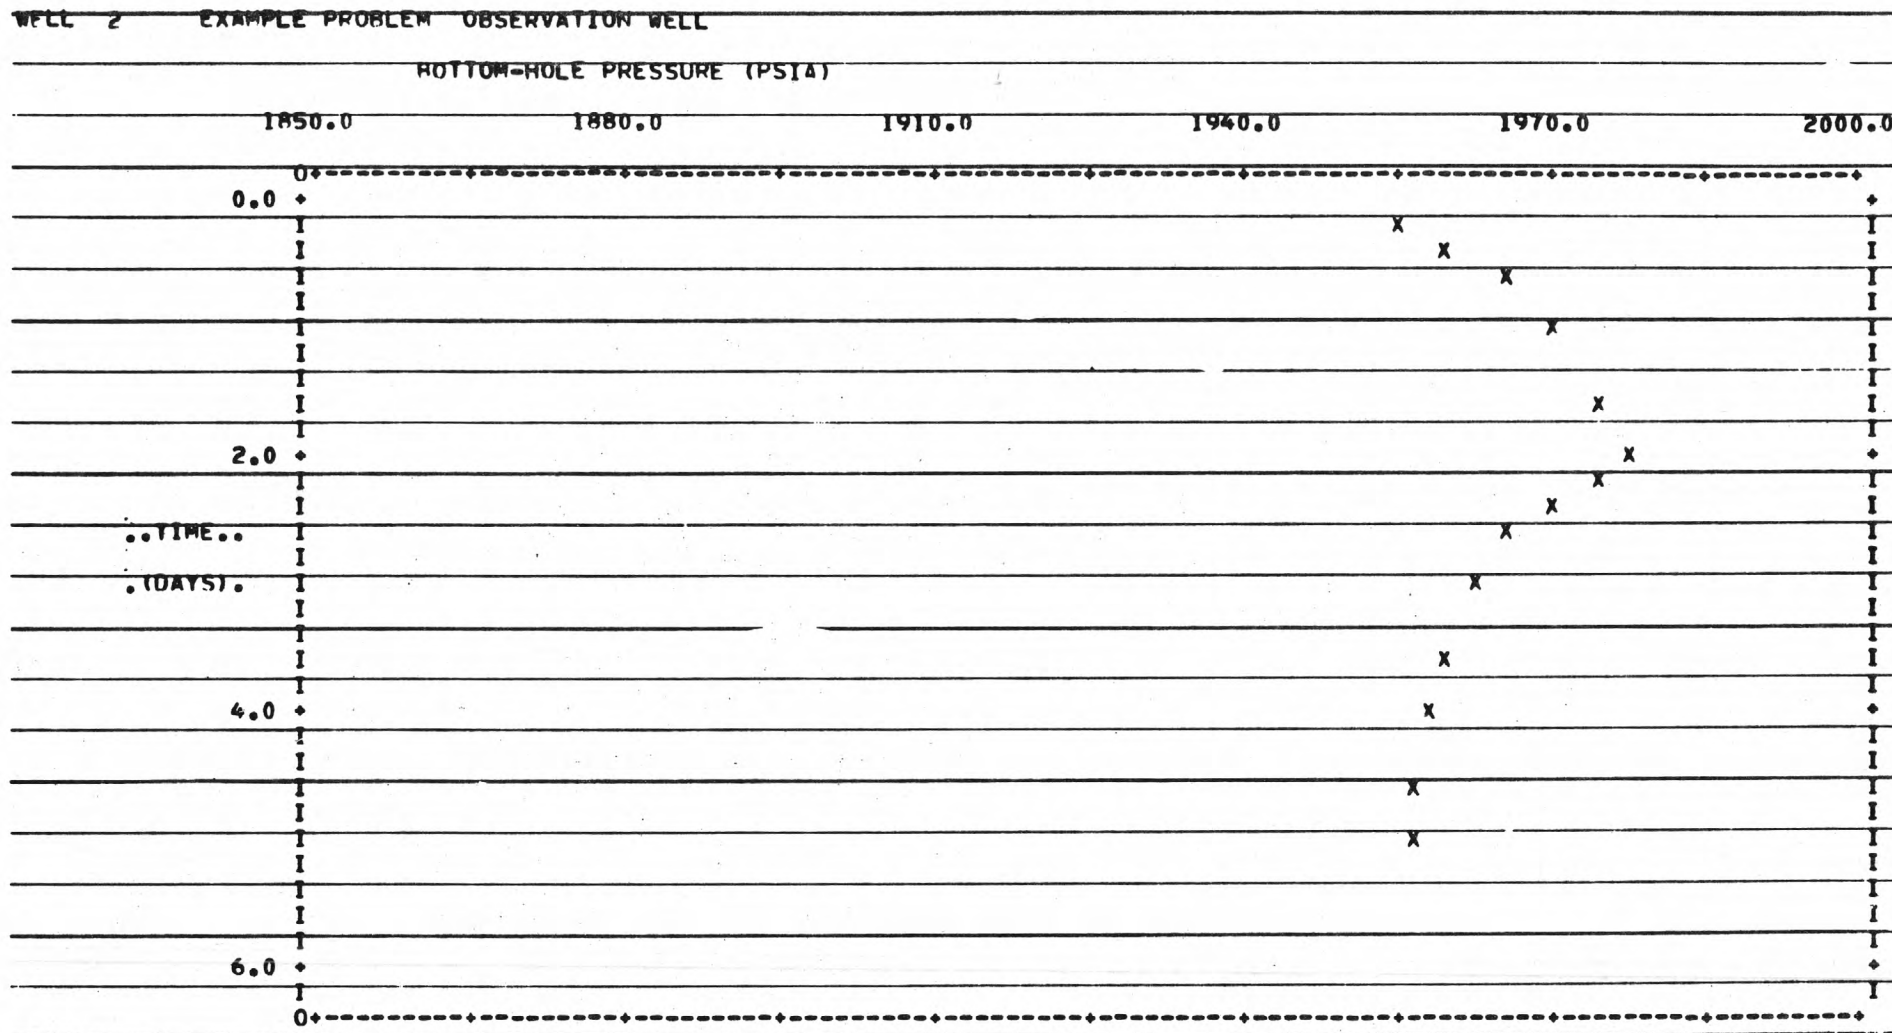 WELL 2 EXAMPLE PROBLEM OBSERVATION WELL
BOTTOM-HOLE PRESSURE (PSIA)
1850.0 1880.0 1910.0 1940.0 1970.0 2000.0
O+---------+---------+---------+---------+---------+---------+---------+---------+---------+---------+
0.0 + +
I X I
I X I
I X I
I I
I X I
I I
I I
I X I
I I
2.0 + X +
I X I
I X I
..TIME.. I X I
I I
.(DAYS). I X I
I I
I I
I X I
I I
4.0 + X +
I I
I I
I X I
I I
I X I
I I
I I
I I
I I
6.0 + +
I I
O+---------+---------+---------+---------+---------+---------+---------+---------+---------+---------+